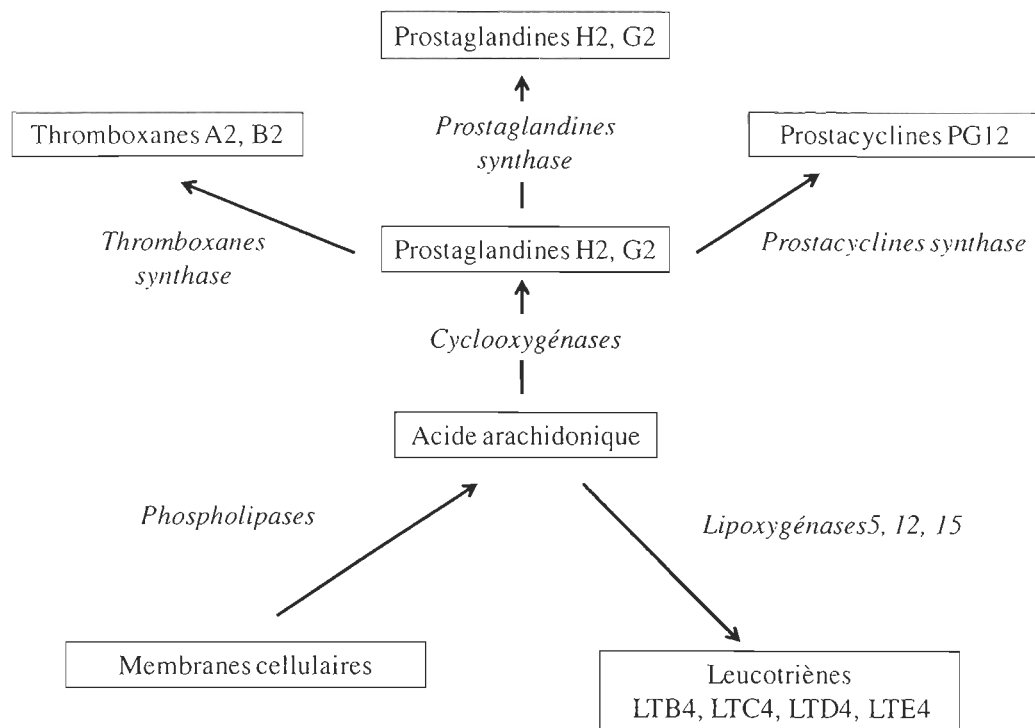 Prostaglandines H2, G2
Thromboxanes A2, B2
Prostaglandines
synthase
Prostacyclines PG12
Thromboxanes
synthase
Prostaglandines H2, G2
Prostacyclines synthase
Cyclooxygénases
Acide arachidonique
Phospholipases
Lipoxygénases5, 12, 15
Membranes cellulaires
Leucotriènes
LTB4, LTC4, LTD4, LTE4